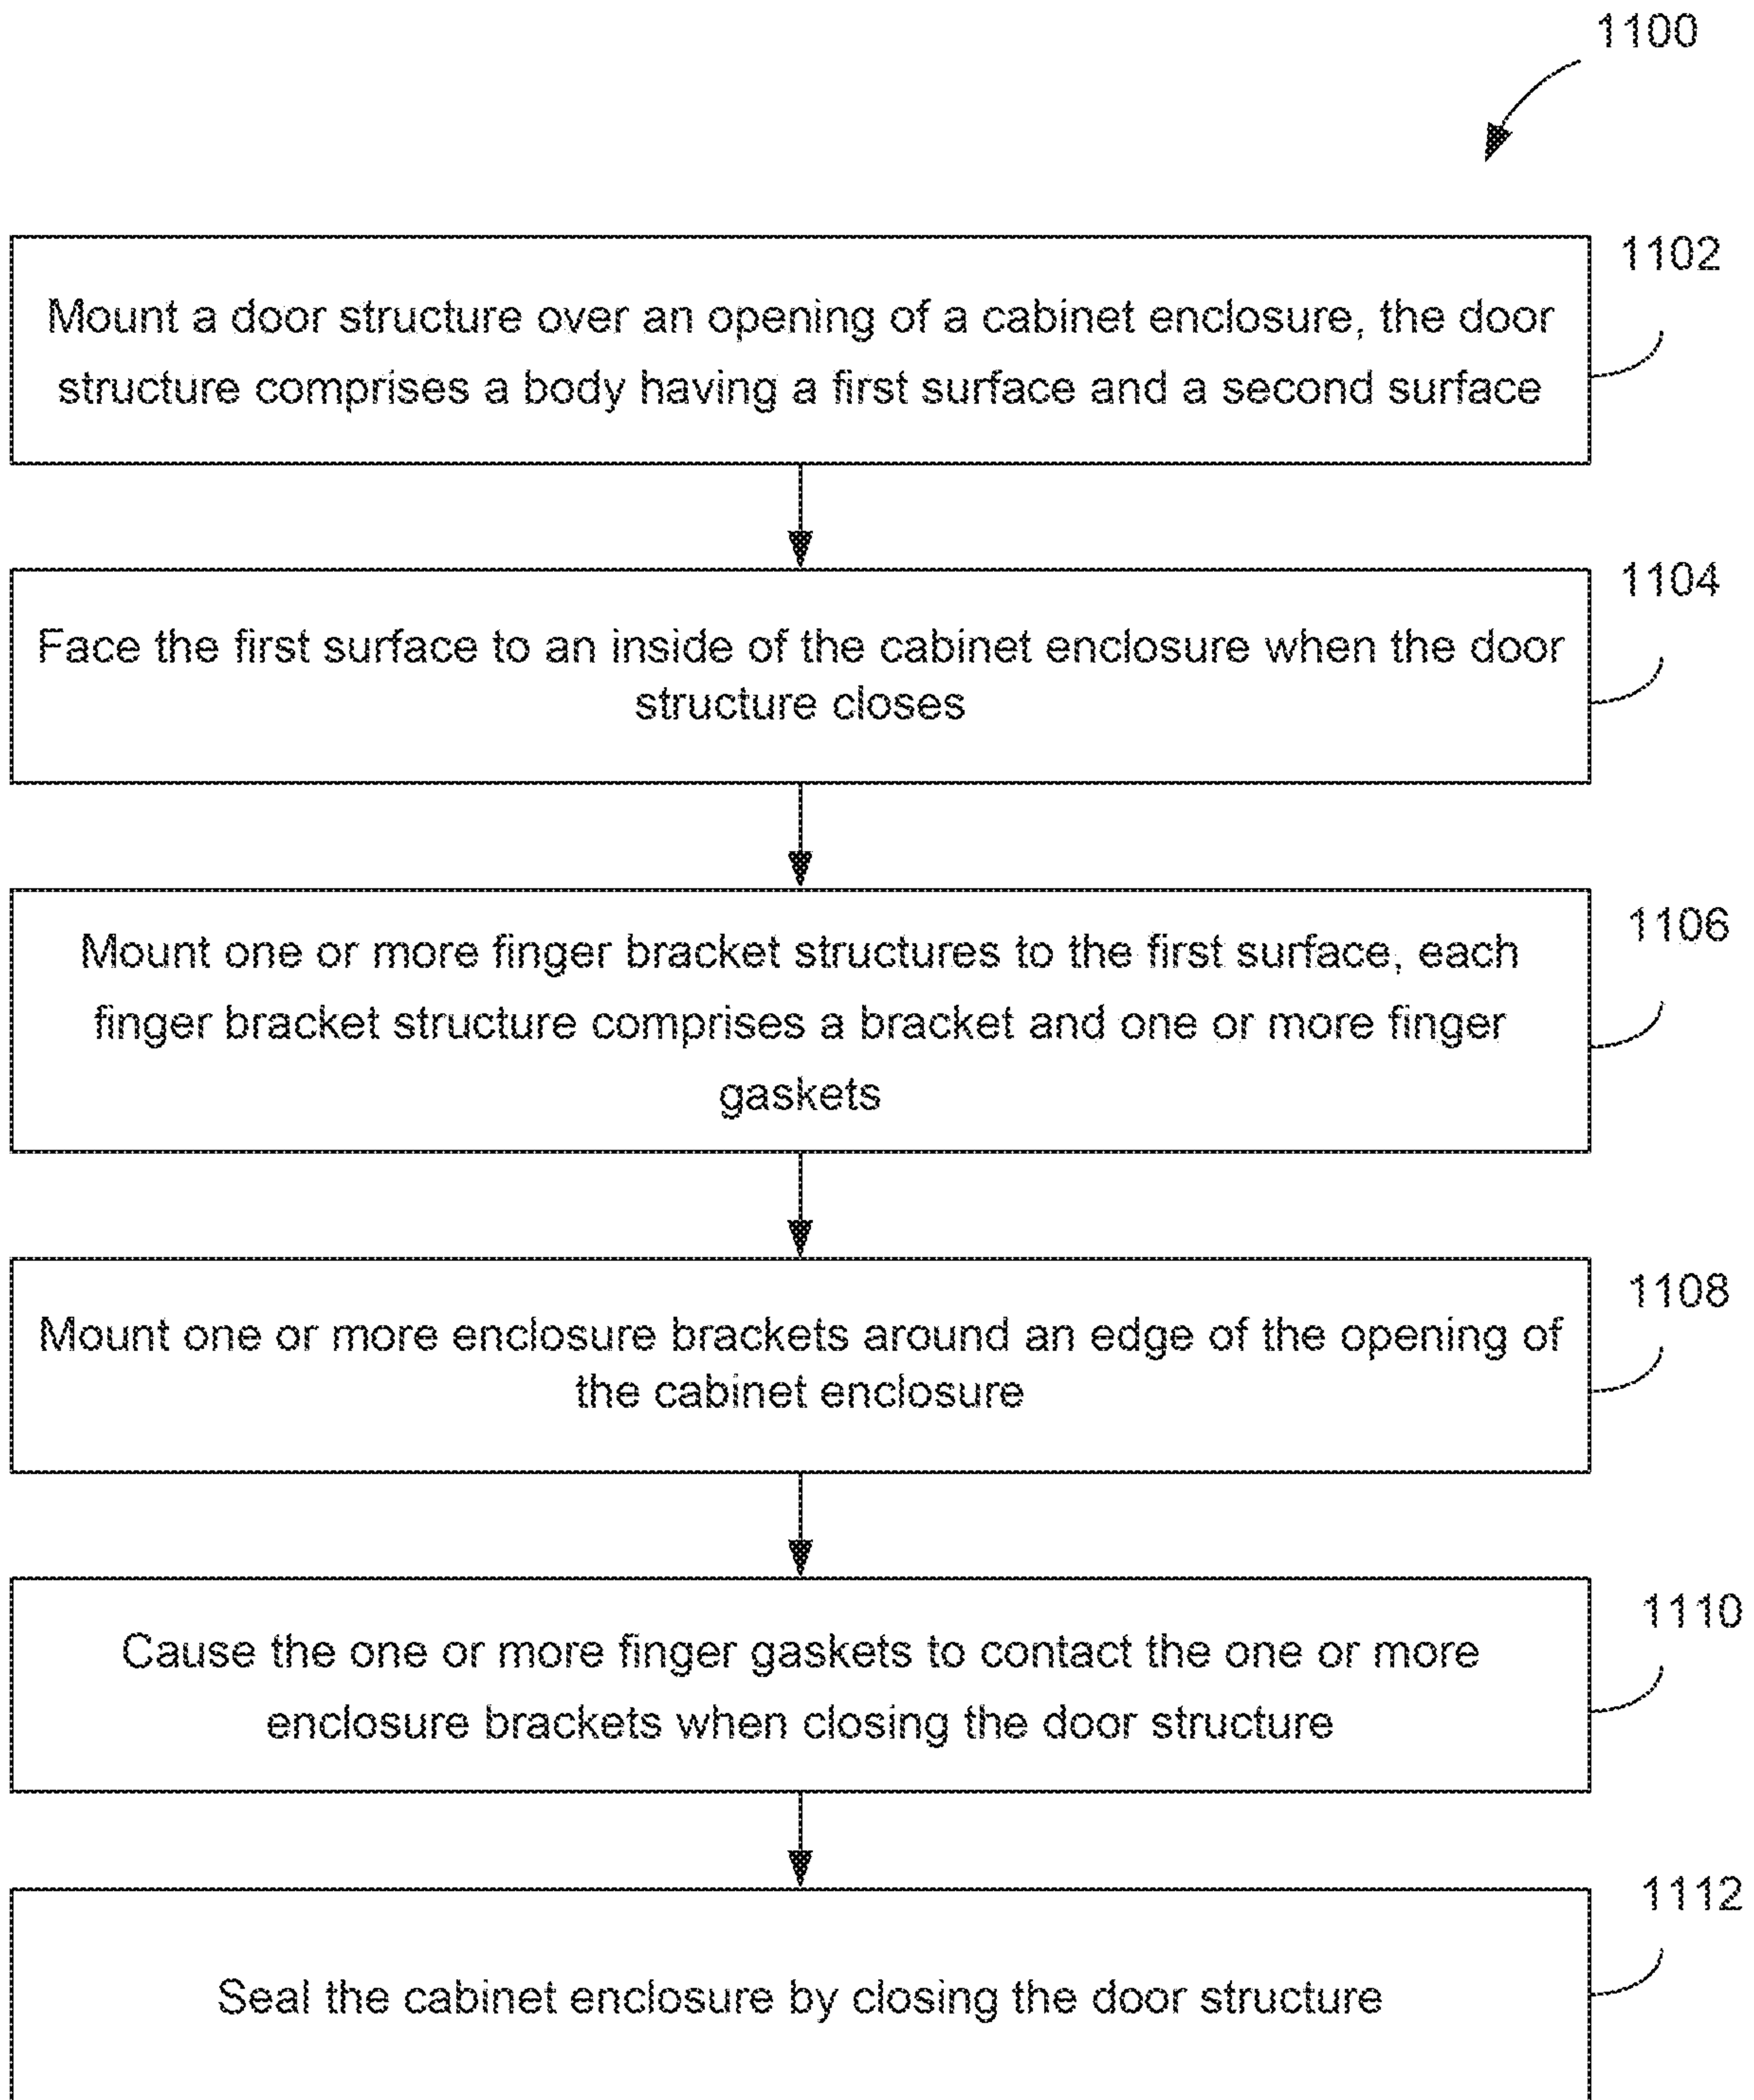 1100
1102
Mount a door structure over an opening of a cabinet enclosure, the door
structure comprises a body having a first surface and a second surface
1104
Face the first surface to an inside of the cabinet enclosure when the door
structure closes
1106
Mount one or more finger bracket structures to the first surface, each
finger bracket structure comprises a bracket and one or more finger
gaskets
1108
Mount one or more enclosure brackets around an edge of the opening of
the cabinet enclosure
1110
Cause the one or more finger gaskets to contact the one or more
enclosure brackets when closing the door structure
1112
Seal the cabinet enclosure by closing the door structure